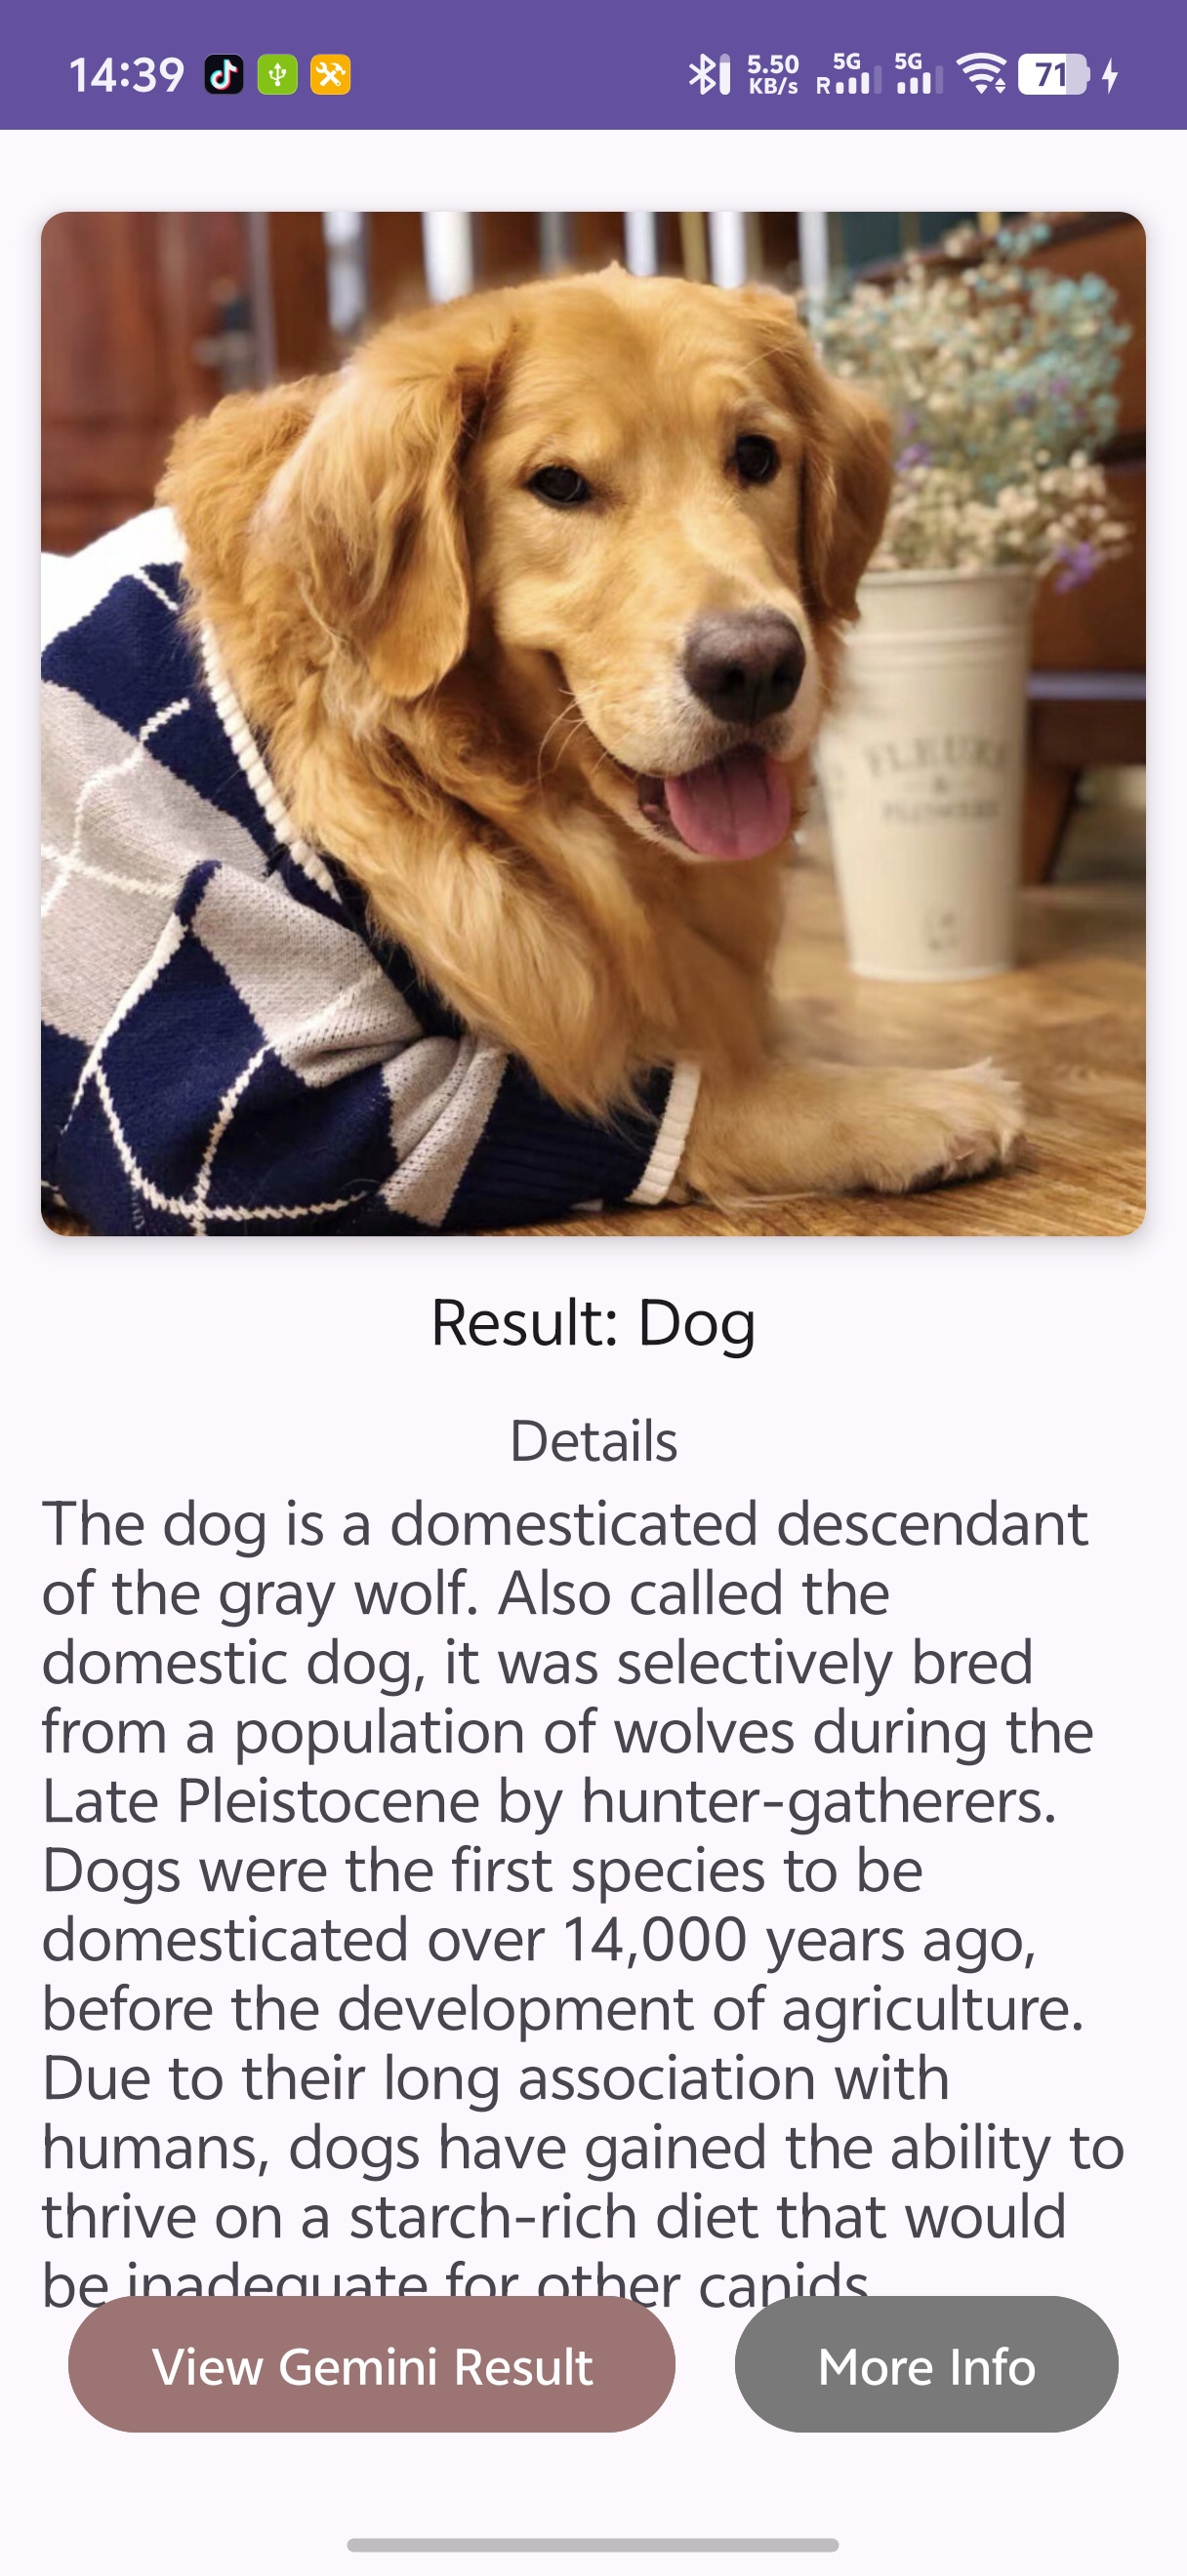 14:39
5.50 KB/s R 5G 5G 71
FLEURS
&
FLOWERS
Result: Dog
Details
The dog is a domesticated descendant
of the gray wolf. Also called the
domestic dog, it was selectively bred
from a population of wolves during the
Late Pleistocene by hunter-gatherers.
Dogs were the first species to be
domesticated over 14,000 years ago,
before the development of agriculture.
Due to their long association with
humans, dogs have gained the ability to
thrive on a starch-rich diet that would
be inadequate for other canids
View Gemini Result
More Info